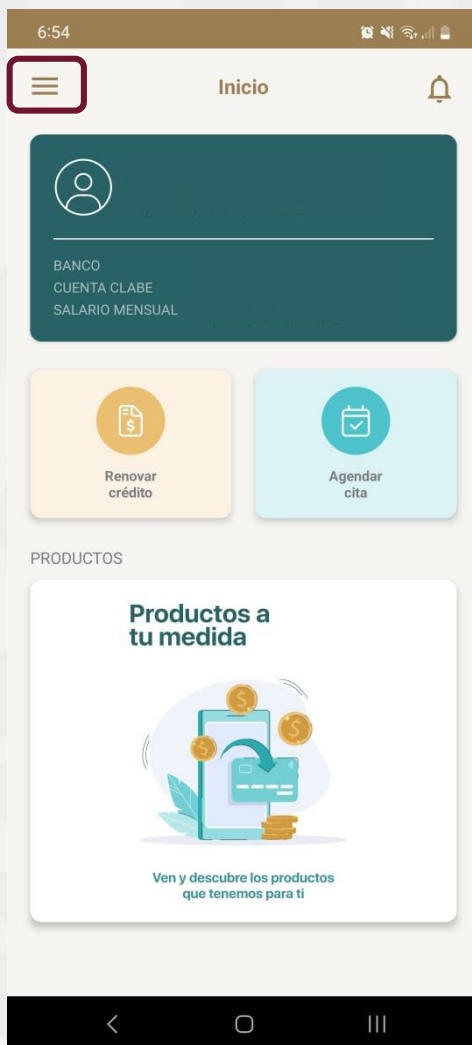 6:54
Inicio
BANCO
CUENTA CLABE
SALARIO MENSUAL
Renovar
crédito
Agendar
cita
PRODUCTOS
Productos a
tu medida
Ven y descubre los productos
que tenemos para ti